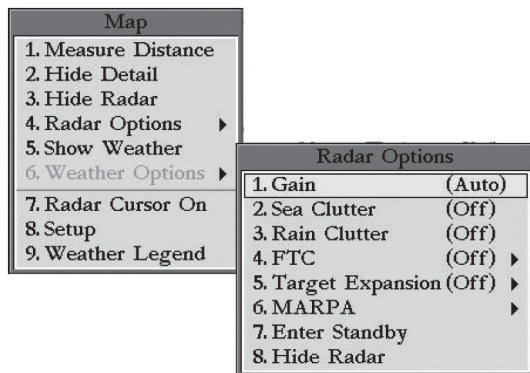 Map
1. Measure Distance
2. Hide Detail
3. Hide Radar
4. Radar Options
5. Show Weather
6. Weather Options
7. Radar Cursor On
8. Setup
9. Weather Legend
Radar Options
1. Gain (Auto)
2. Sea Clutter (Off)
3. Rain Clutter (Off)
4. FTC (Off)
5. Target Expansion (Off)
6. MARPA
7. Enter Standby
8. Hide Radar